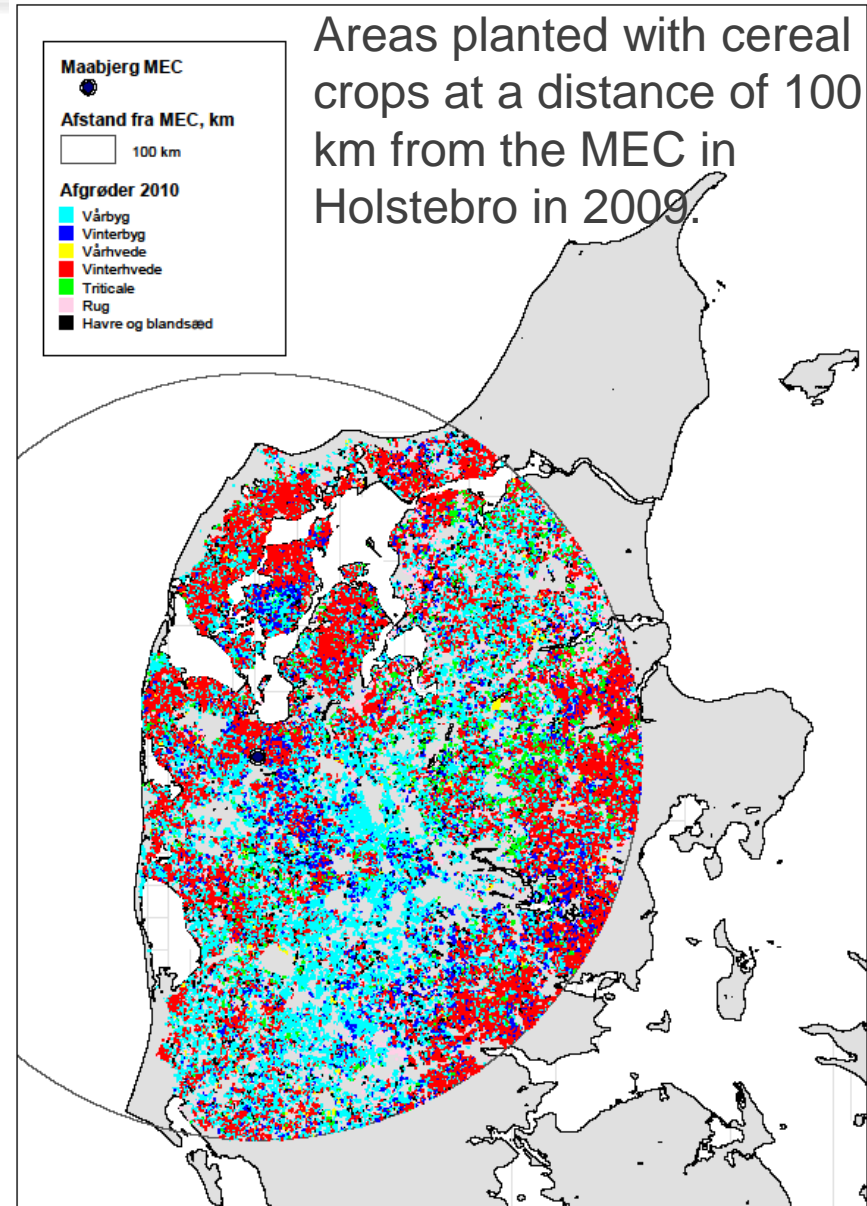 Areas planted with cereal
crops at a distance of 100
km from the MEC in
Holstebro in 2009.
Maabjerg MEC
Afstand fra MEC, km
100 km
Afgrøder 2010
Vårbyg
Vinterbyg
Vårhvede
Vinterhvede
Triticale
Rug
Havre og blandsæd